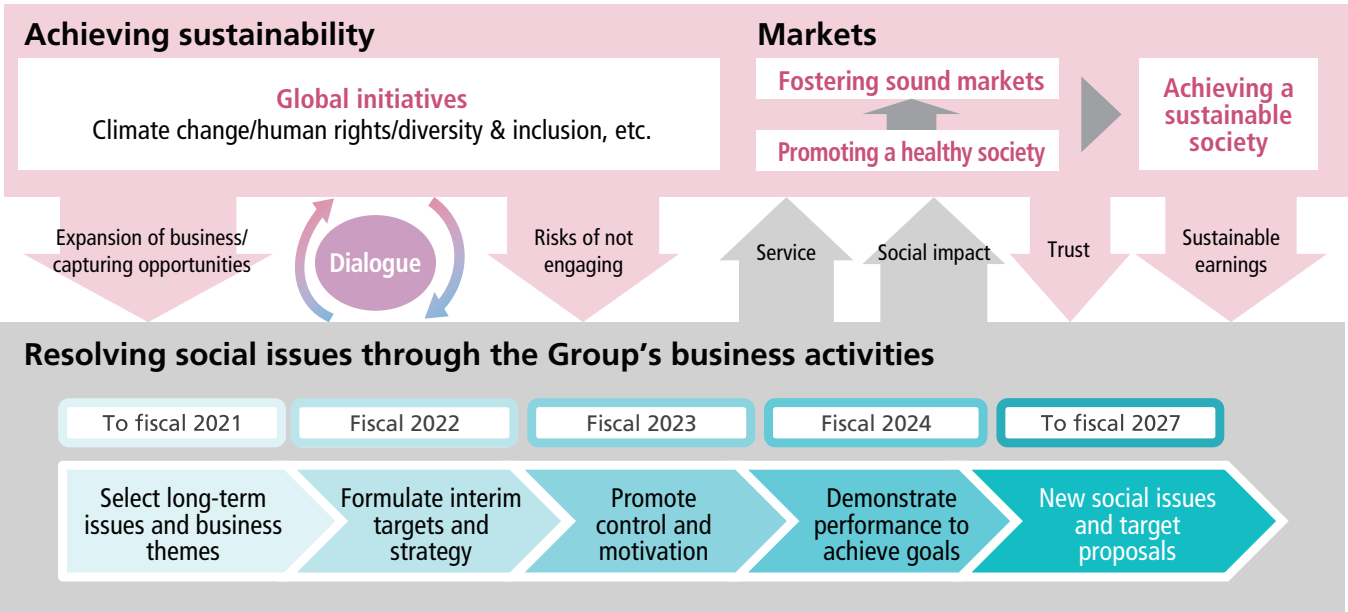 Achieving sustainability
Global initiatives
Climate change/human rights/diversity & inclusion, etc.
Markets
Fostering sound markets
Promoting a healthy society
Achieving a
sustainable
society
Expansion of business/
capturing opportunities
Dialogue
Risks of not
engaging
Service
Social impact
Trust
Sustainable
earnings
Resolving social issues through the Group’s business activities
To fiscal 2021
Fiscal 2022
Fiscal 2023
Fiscal 2024
To fiscal 2027
Select long-term
issues and business
themes
Formulate interim
targets and
strategy
Promote
control and
motivation
Demonstrate
performance to
achieve goals
New social issues
and target
proposals